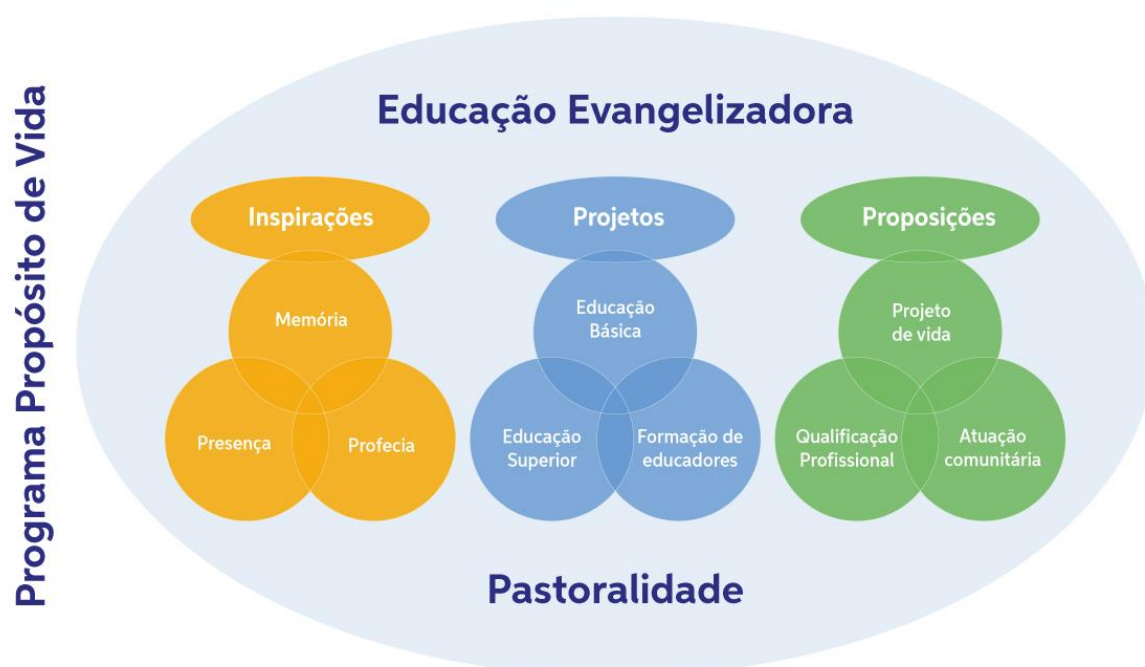 Programa Propósito de Vida
Educação Evangelizadora
Inspirações
Memória
Presença
Profecia
Projetos
Educação
Básica
Educação
Superior
Formação de
educadores
Proposições
Projeto
de vida
Qualificação
Profissional
Atuação
comunitária
Pastoralidade